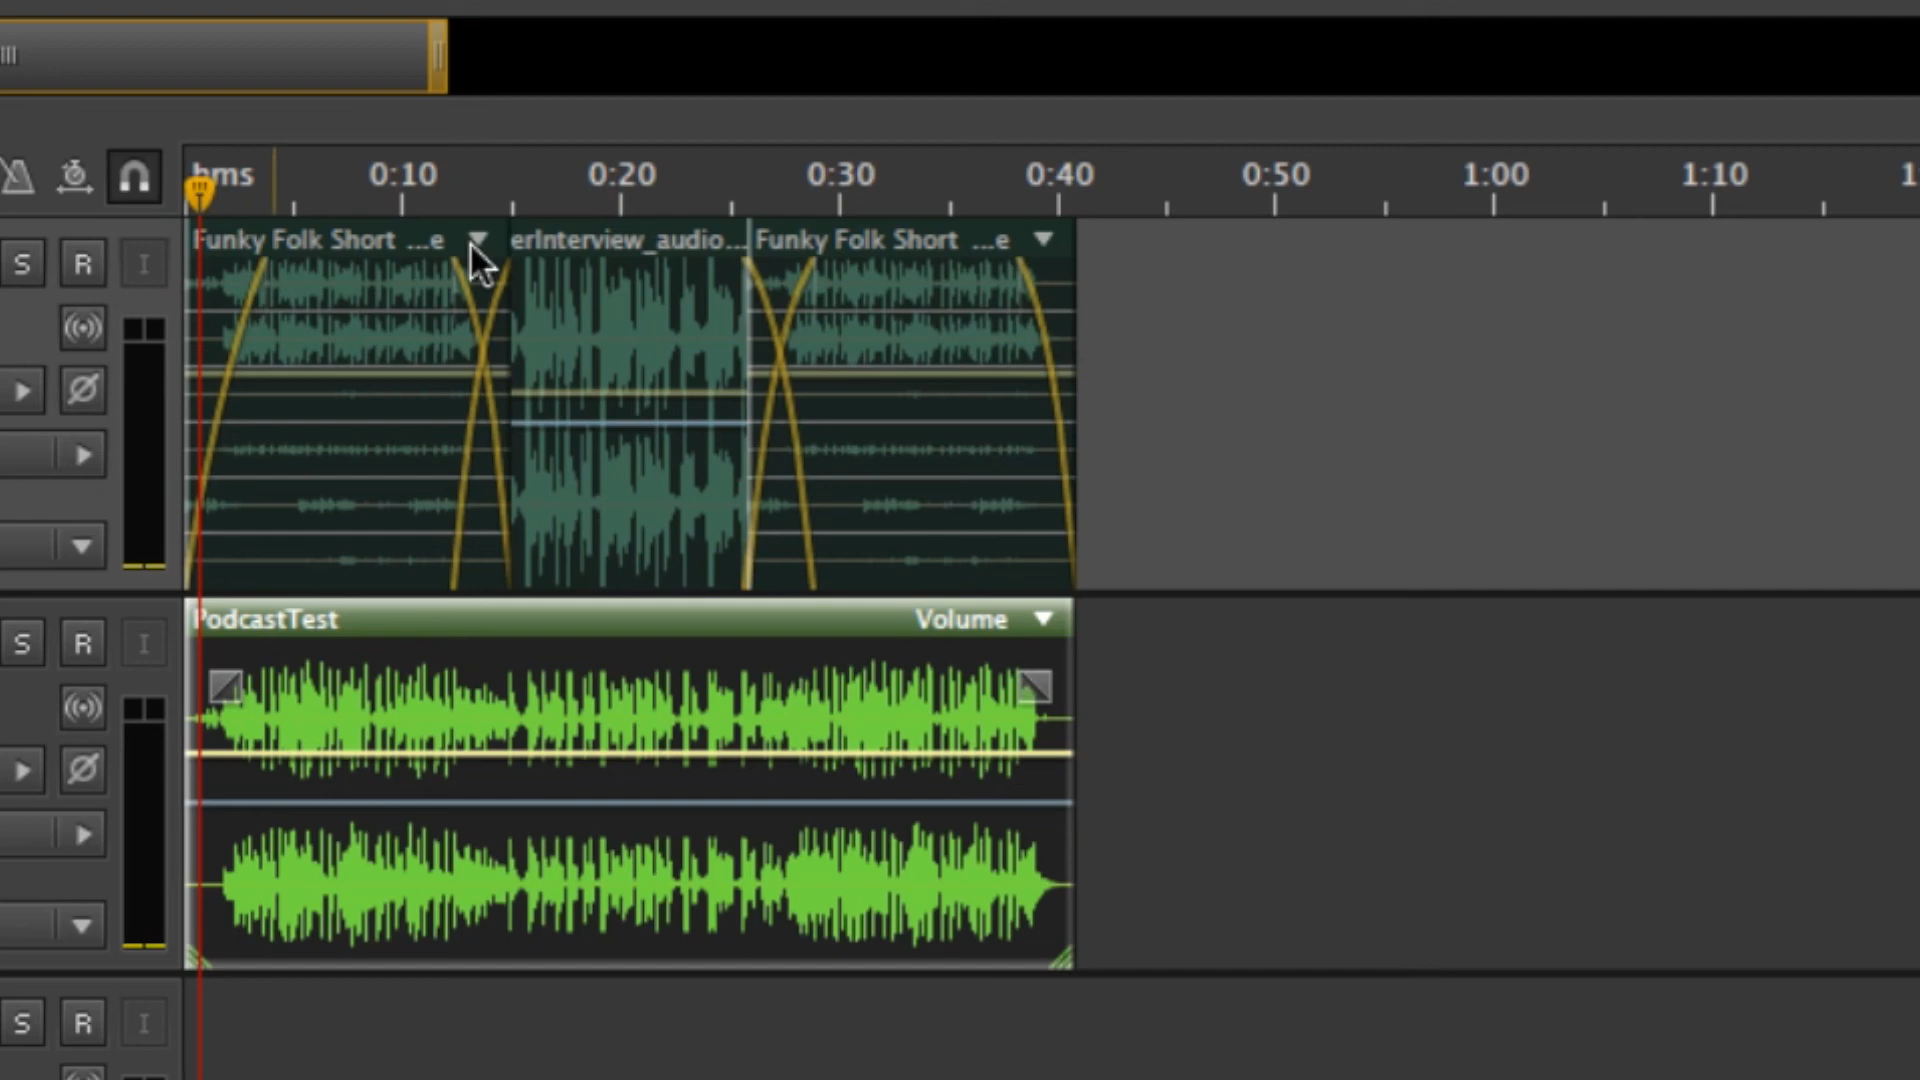 hms 0:10 0:20 0:30 0:40 0:50 1:00 1:10
S R I Funky Folk Short ...e erInterview_audio... Funky Folk Short ...e
S R I PodcastTest Volume
S R I